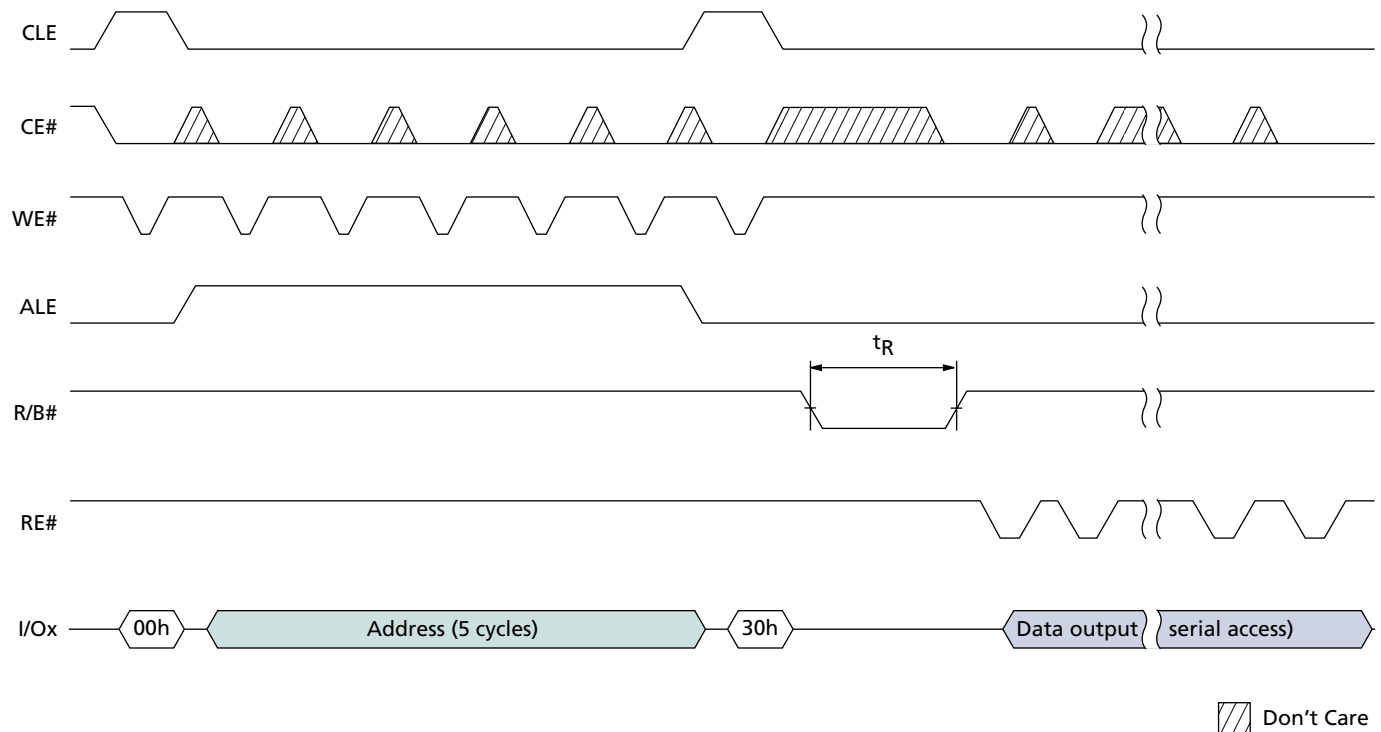 CLE
CE#
WE#
ALE
tR
R/B#
RE#
I/Ox
00h
Address (5 cycles)
30h
Data output serial access)
Don't Care